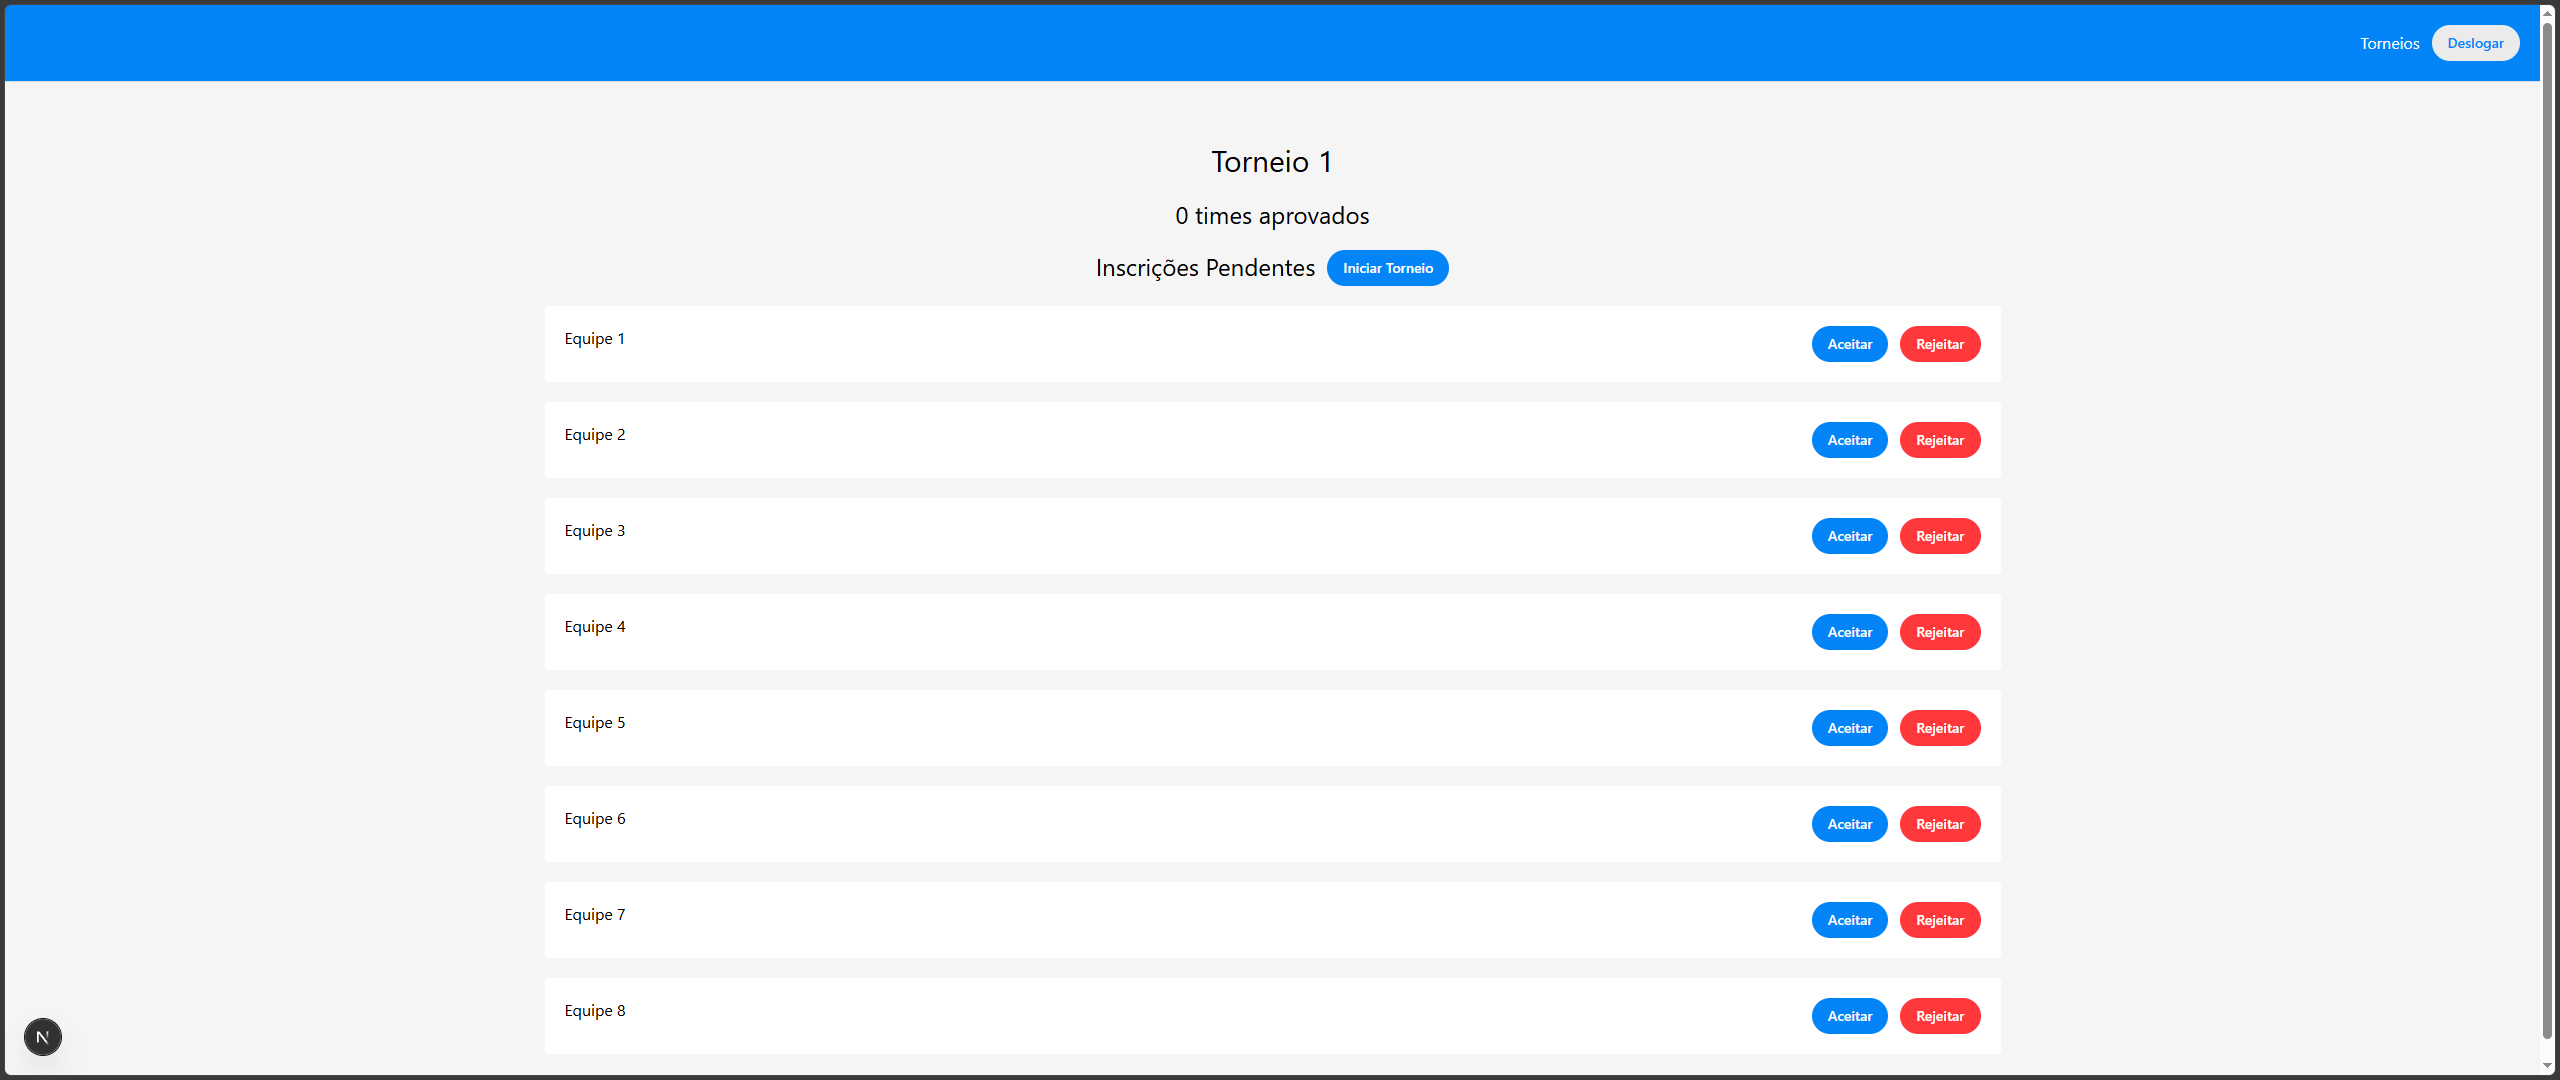 Torneios Deslogar
Torneio 1
0 times aprovados
Inscrições Pendentes Iniciar Torneio
Equipe 1 Aceitar Rejeitar
Equipe 2 Aceitar Rejeitar
Equipe 3 Aceitar Rejeitar
Equipe 4 Aceitar Rejeitar
Equipe 5 Aceitar Rejeitar
Equipe 6 Aceitar Rejeitar
Equipe 7 Aceitar Rejeitar
Equipe 8 Aceitar Rejeitar
N